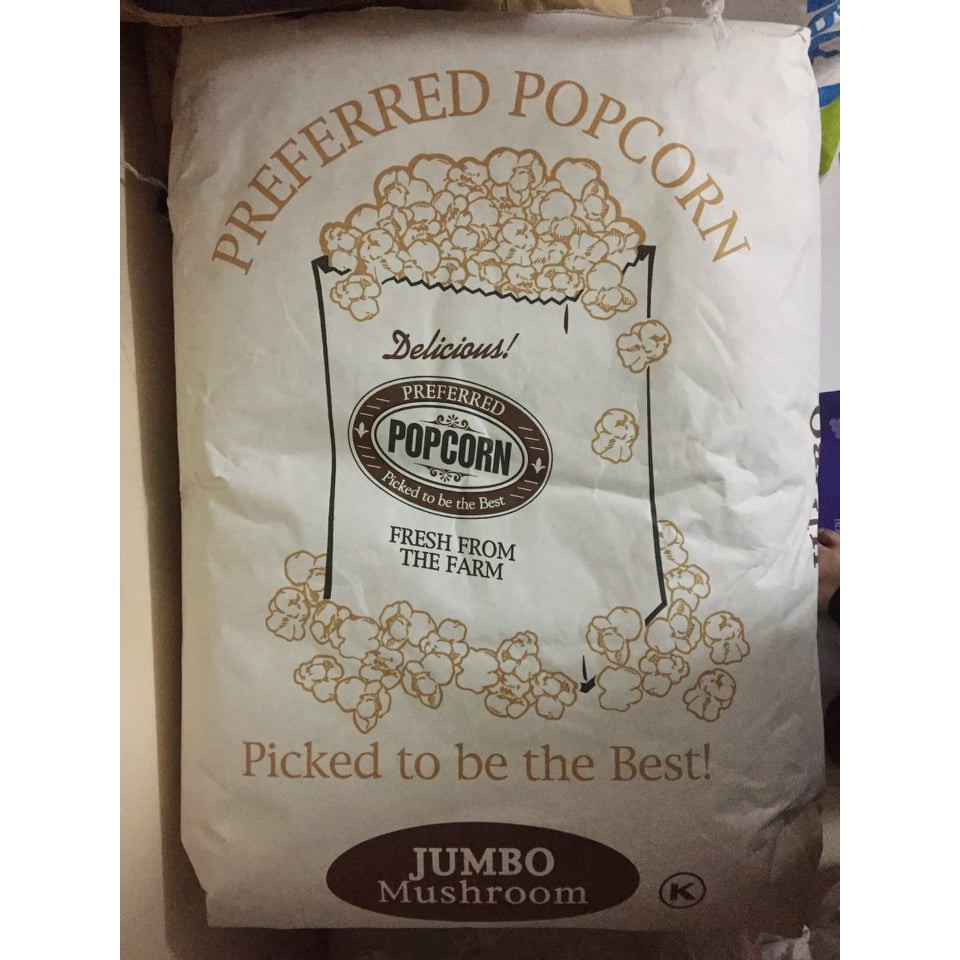 PREFERRED POPCORN
Delicious!
PREFERRED
POPCORN
Picked to be the Best
FRESH FROM
THE FARM
Picked to be the Best!
JUMBO
Mushroom
K